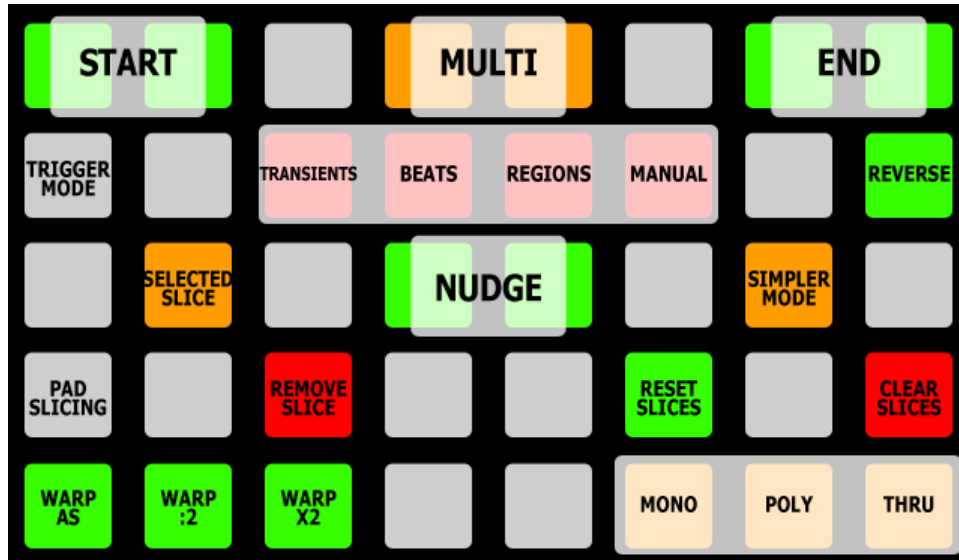 START MULTI END
TRIGGER
MODE
TRANSIENTS BEATS REGIONS MANUAL REVERSE
SELECTED
SLICE
NUDGE
SIMPLER
MODE
PAD
SLICING
REMOVE
SLICE
RESET
SLICES
CLEAR
SLICES
WARP
AS
WARP
:2
WARP
X2
MONO POLY THRU